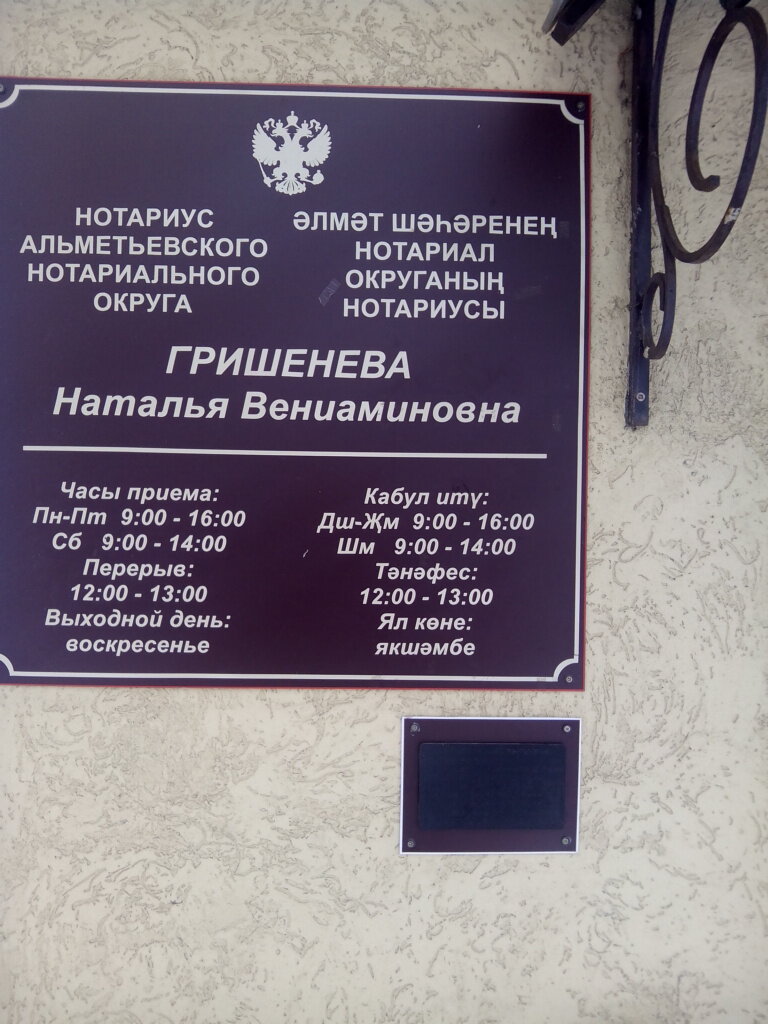 НОТАРИУС
АЛЬМЕТЬЕВСКОГО
НОТАРИАЛЬНОГО
ОКРУГА
ӘЛМӘТ ШӘҺӘРЕНЕҢ
НОТАРИАЛ
ОКРУГАНЫҢ
НОТАРИУСЫ
ГРИШЕНЕВА
Наталья Вениаминовна
Часы приема:
Пн-Пт 9:00 - 16:00
Сб 9:00 - 14:00
Перерыв:
12:00 - 13:00
Выходной день:
воскресенье
Кабул итү:
Дш-Җм 9:00 - 16:00
Шм 9:00 - 14:00
Тәнәфес:
12:00 - 13:00
Ял көне:
якшәмбе